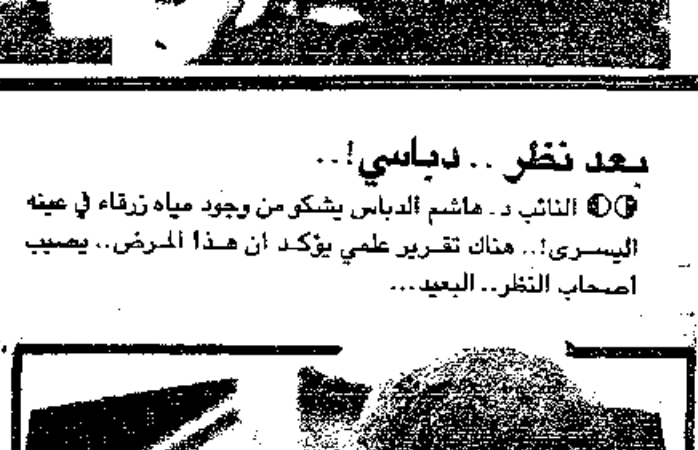 بعد نظر .. دباسي!..
النائب د. هاشم الدباس يشكو من وجود مياه زرقاء في عينه
اليسرى!.. هناك تقرير علمي يؤكد ان هذا المرض.. يصيب
اصحاب النظر.. البعيد...